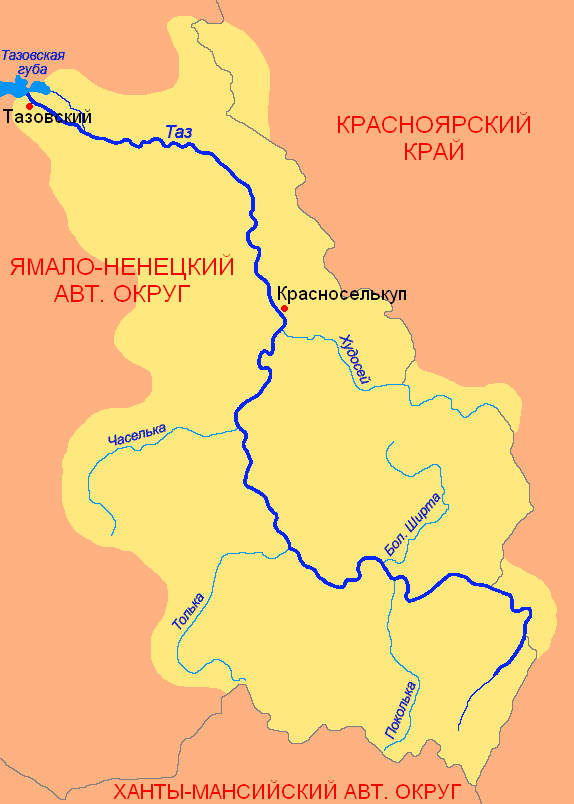 Тазовская
губа
Тазовский
Таз
КРАСНОЯРСКИЙ
КРАЙ
ЯМАЛО-НЕНЕЦКИЙ
АВТ. ОКРУГ
Красноселькуп
Худосей
Часелька
Бол. Ширта
Толька
Поколька
ХАНТЫ-МАНСИЙСКИЙ АВТ. ОКРУГ